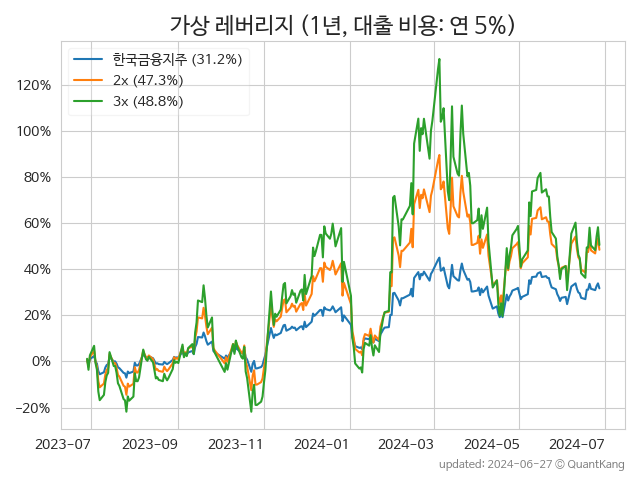 가상 레버리지 (1년, 대출 비용: 연 5%)
한국금융지주 (31.2%)
2x (47.3%)
3x (48.8%)
120%
100%
80%
60%
40%
20%
0%
−20%
2023-07 2023-09 2023-11 2024-01 2024-03 2024-05 2024-07
updated: 2024-06-27 © QuantKang